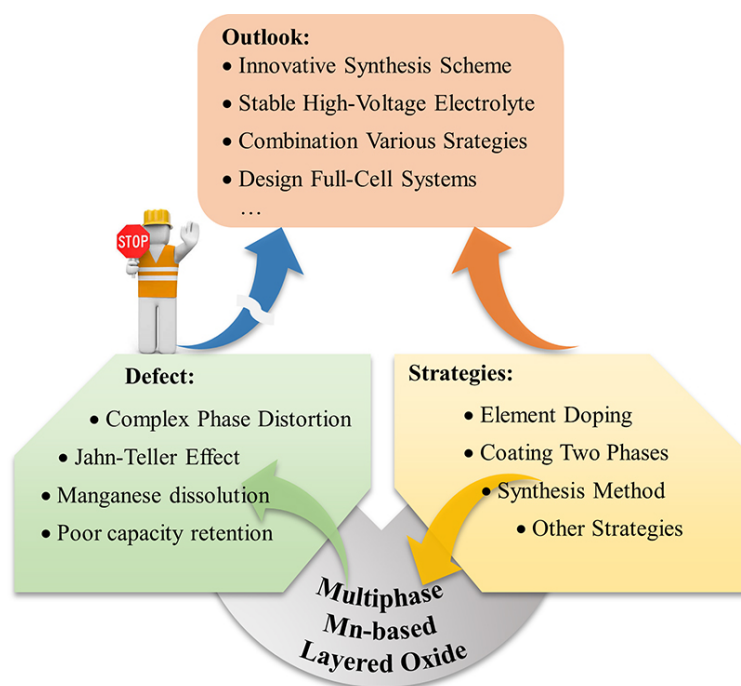 Outlook:
• Innovative Synthesis Scheme
• Stable High-Voltage Electrolyte
• Combination Various Srategies
• Design Full-Cell Systems
…
STOP
Defect:
• Complex Phase Distortion
• Jahn-Teller Effect
• Manganese dissolution
• Poor capacity retention
Strategies:
• Element Doping
• Coating Two Phases
• Synthesis Method
• Other Strategies
Multiphase
Mn-based
Layered Oxide